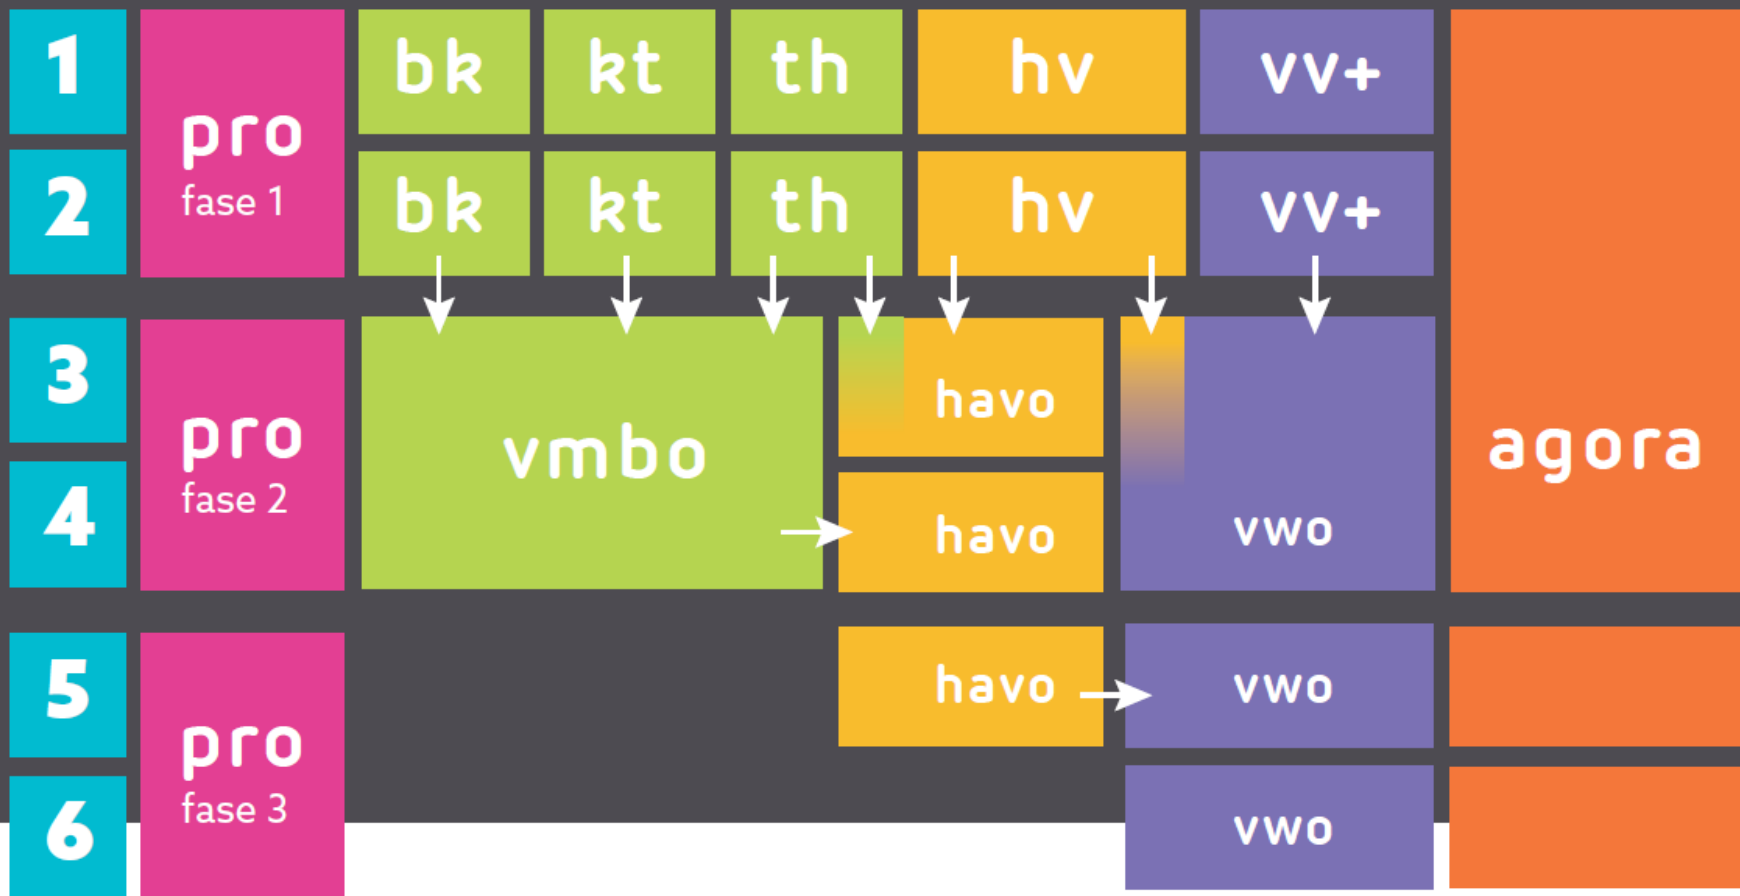 1
pro
fase 1
bk
kt
th
hv
vv+
2
bk
kt
th
hv
vv+
3
pro
fase 2
vmbo
havo
vwo
agora
4
havo
5
pro
fase 3
havo
vwo
6
vwo